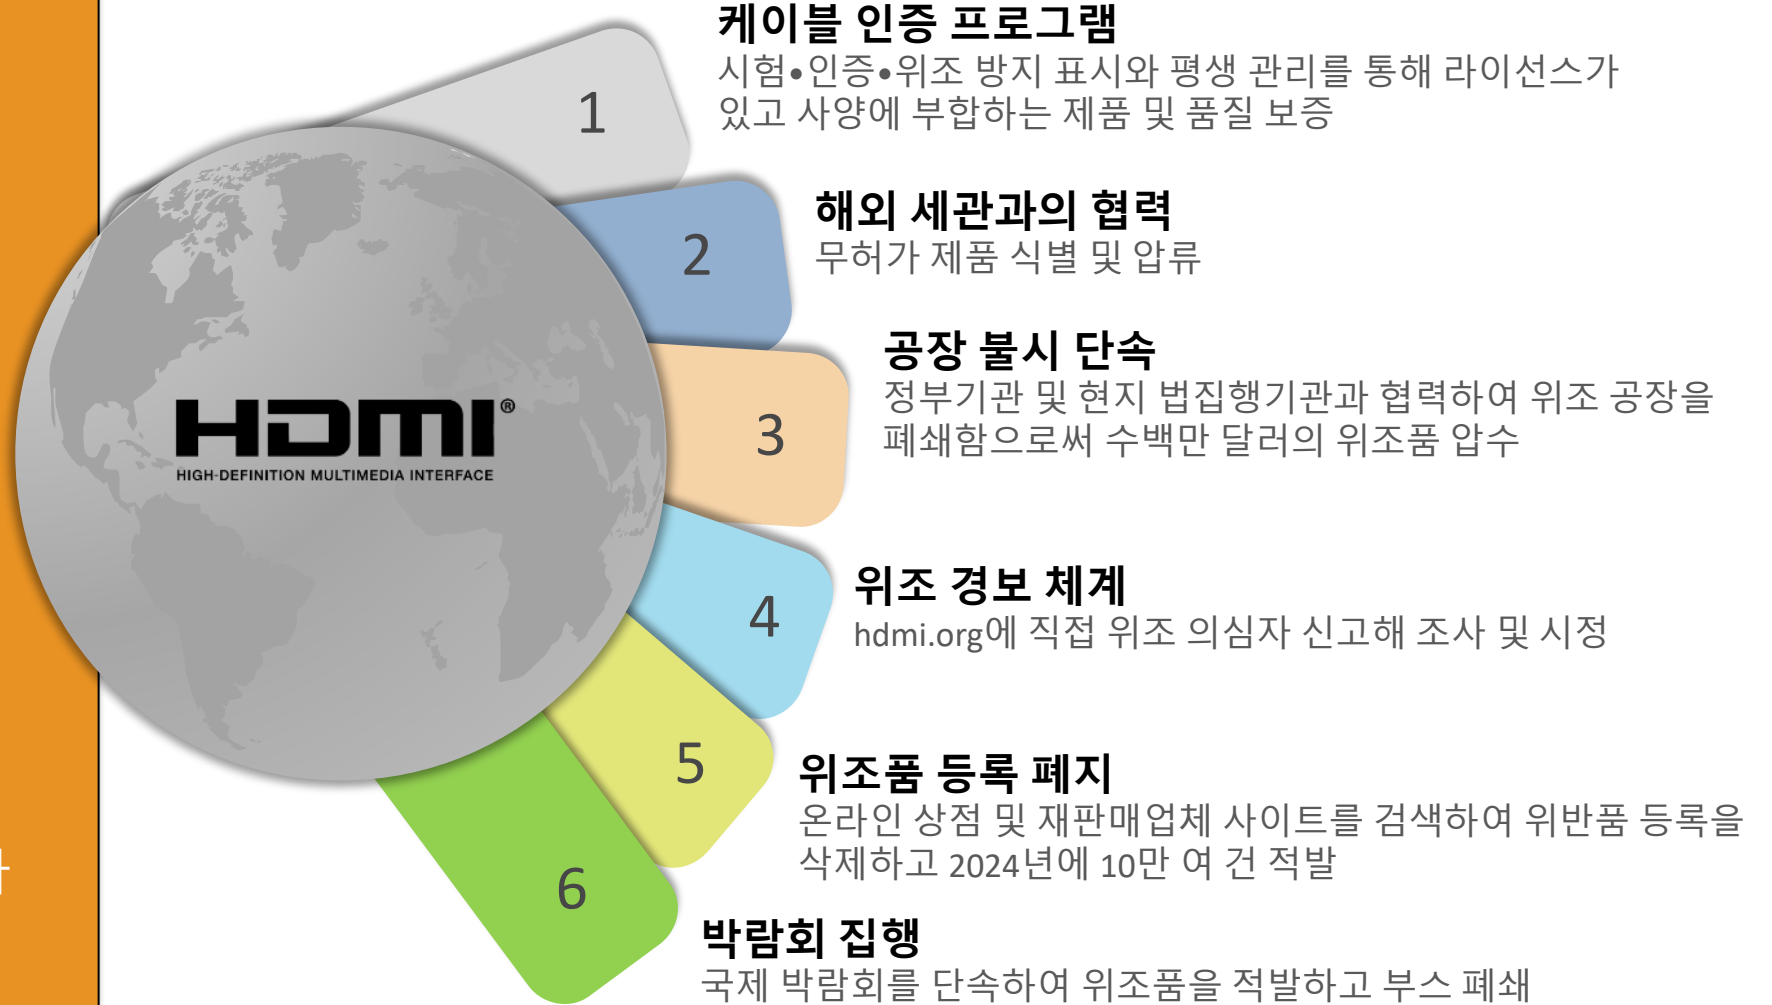 케이블 인증 프로그램
시험•인증•위조 방지 표시와 평생 관리를 통해 라이선스가
있고 사양에 부합하는 제품 및 품질 보증
1
해외 세관과의 협력
무허가 제품 식별 및 압류
2
공장 불시 단속
정부기관 및 현지 법집행기관과 협력하여 위조 공장을
폐쇄함으로써 수백만 달러의 위조품 압수
3
HDMI®
HIGH-DEFINITION MULTIMEDIA INTERFACE
위조 경보 체계
hdmi.org에 직접 위조 의심자 신고해 조사 및 시정
4
위조품 등록 폐지
온라인 상점 및 재판매업체 사이트를 검색하여 위반품 등록을
삭제하고 2024년에 10만 여 건 적발
5
박람회 집행
국제 박람회를 단속하여 위조품을 적발하고 부스 폐쇄
6